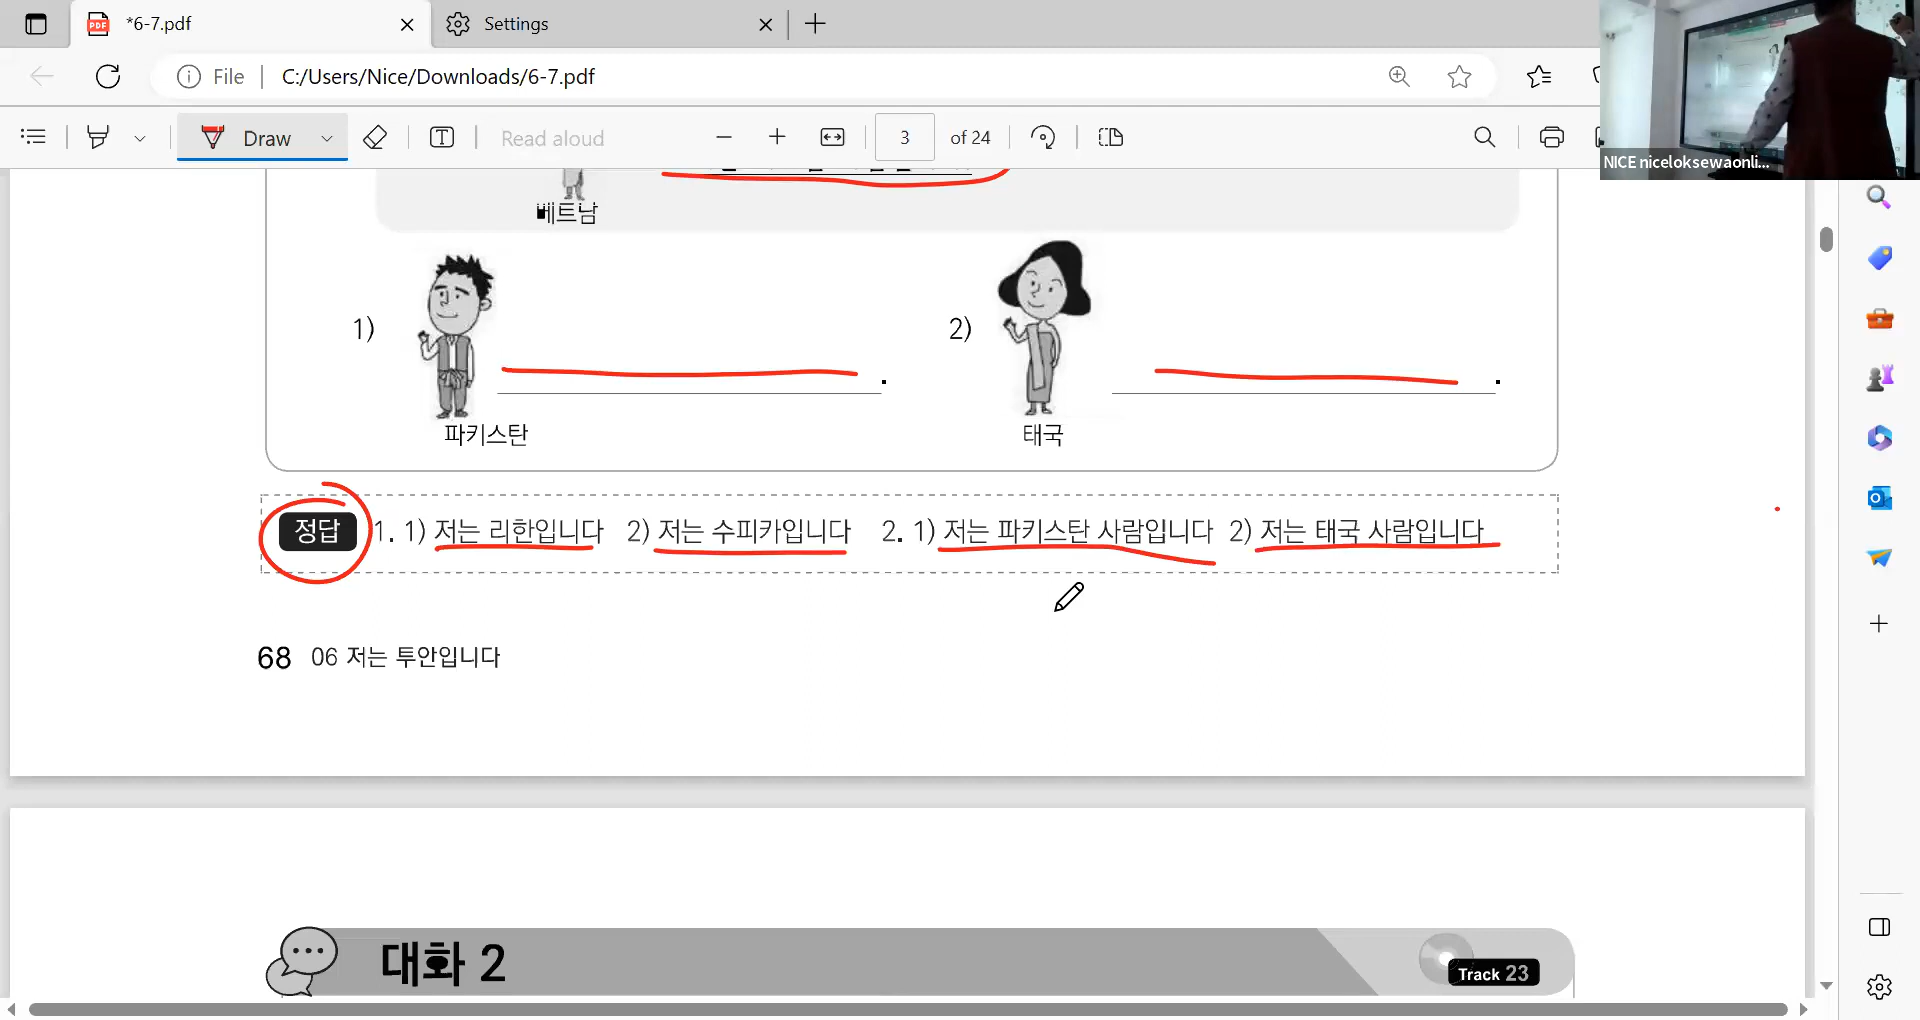 *6-7.pdf
Settings
File
C:/Users/Nice/Downloads/6-7.pdf
Draw
Read aloud
3
of 24
NICE niceloksewaonli...
베트남
1)
.
2)
.
파키스탄
태국
정답 1. 1) 저는 리한입니다 2) 저는 수피카입니다 2. 1) 저는 파키스탄 사람입니다 2) 저는 태국 사람입니다
68 06 저는 투안입니다
대화 2
Track 23